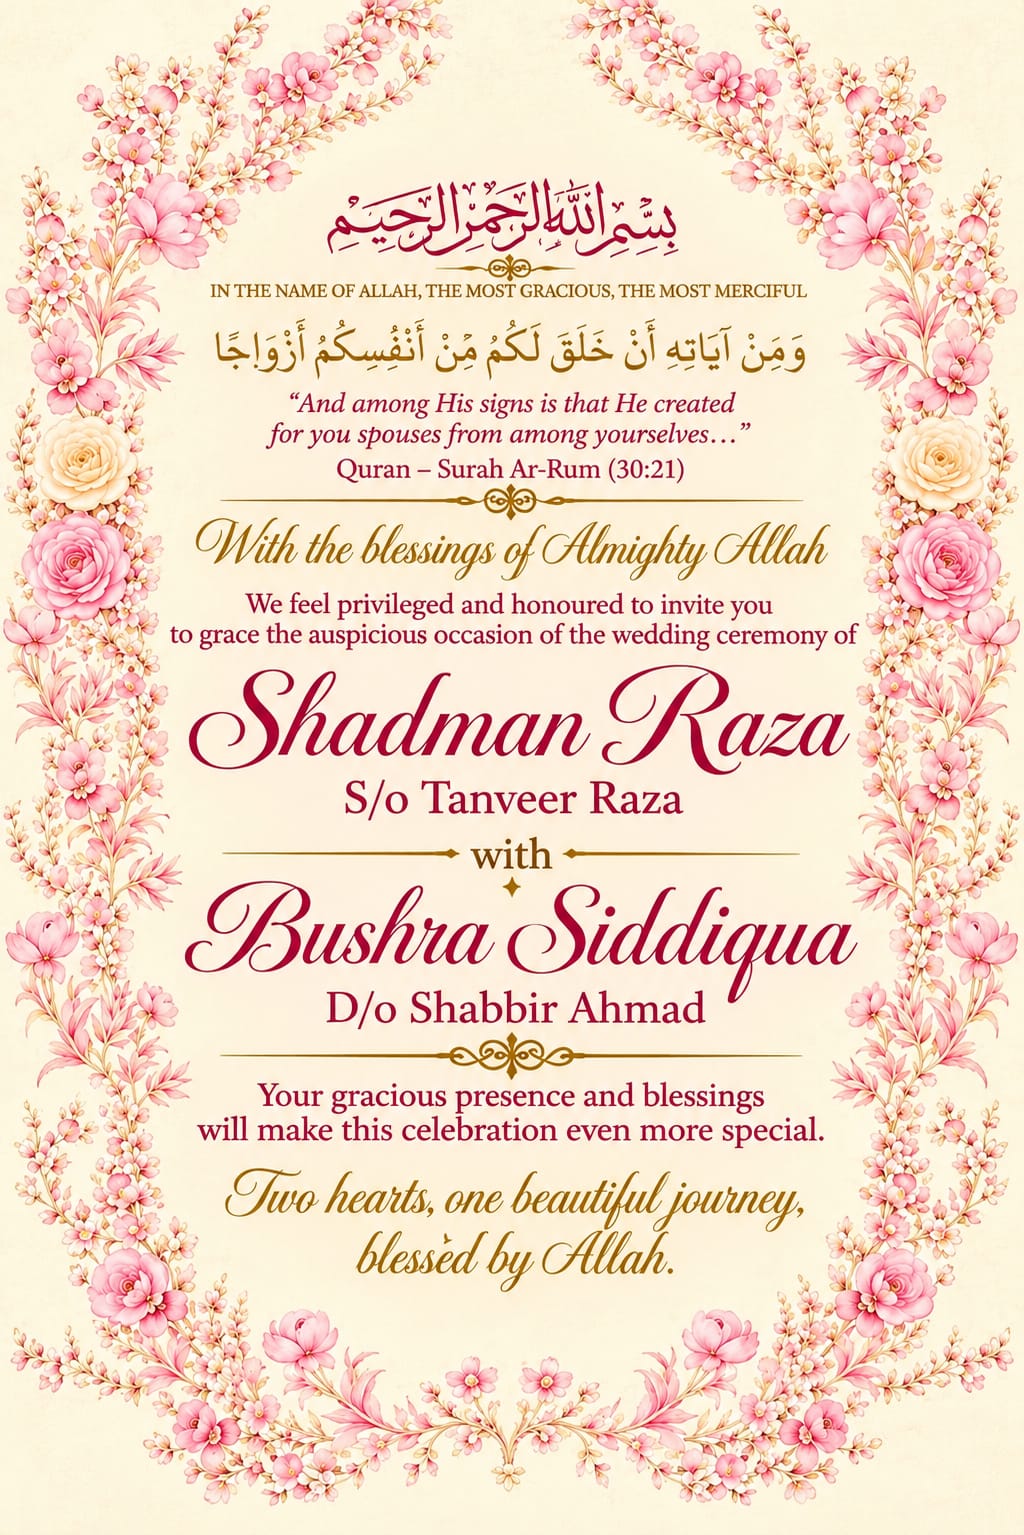 بِسْمِ اللَّهِ الرَّحْمَنِ الرَّحِيمِ
IN THE NAME OF ALLAH, THE MOST GRACIOUS, THE MOST MERCIFUL
وَمَنْ آيَاتِهِ أَنْ خَلَقَ لَكُمْ مِّنْ أَنْفُسِكُمْ أَزْوَاجًا
“And among His signs is that He created
for you spouses from among yourselves...”
Quran – Surah Ar-Rum (30:21)
With the blessings of Almighty Allah
We feel privileged and honoured to invite you
to grace the auspicious occasion of the wedding ceremony of
Shadman Raza
S/o Tanveer Raza
with
Bushra Siddiqua
D/o Shabbir Ahmad
Your gracious presence and blessings
will make this celebration even more special.
Two hearts, one beautiful journey,
blessèd by Allah.